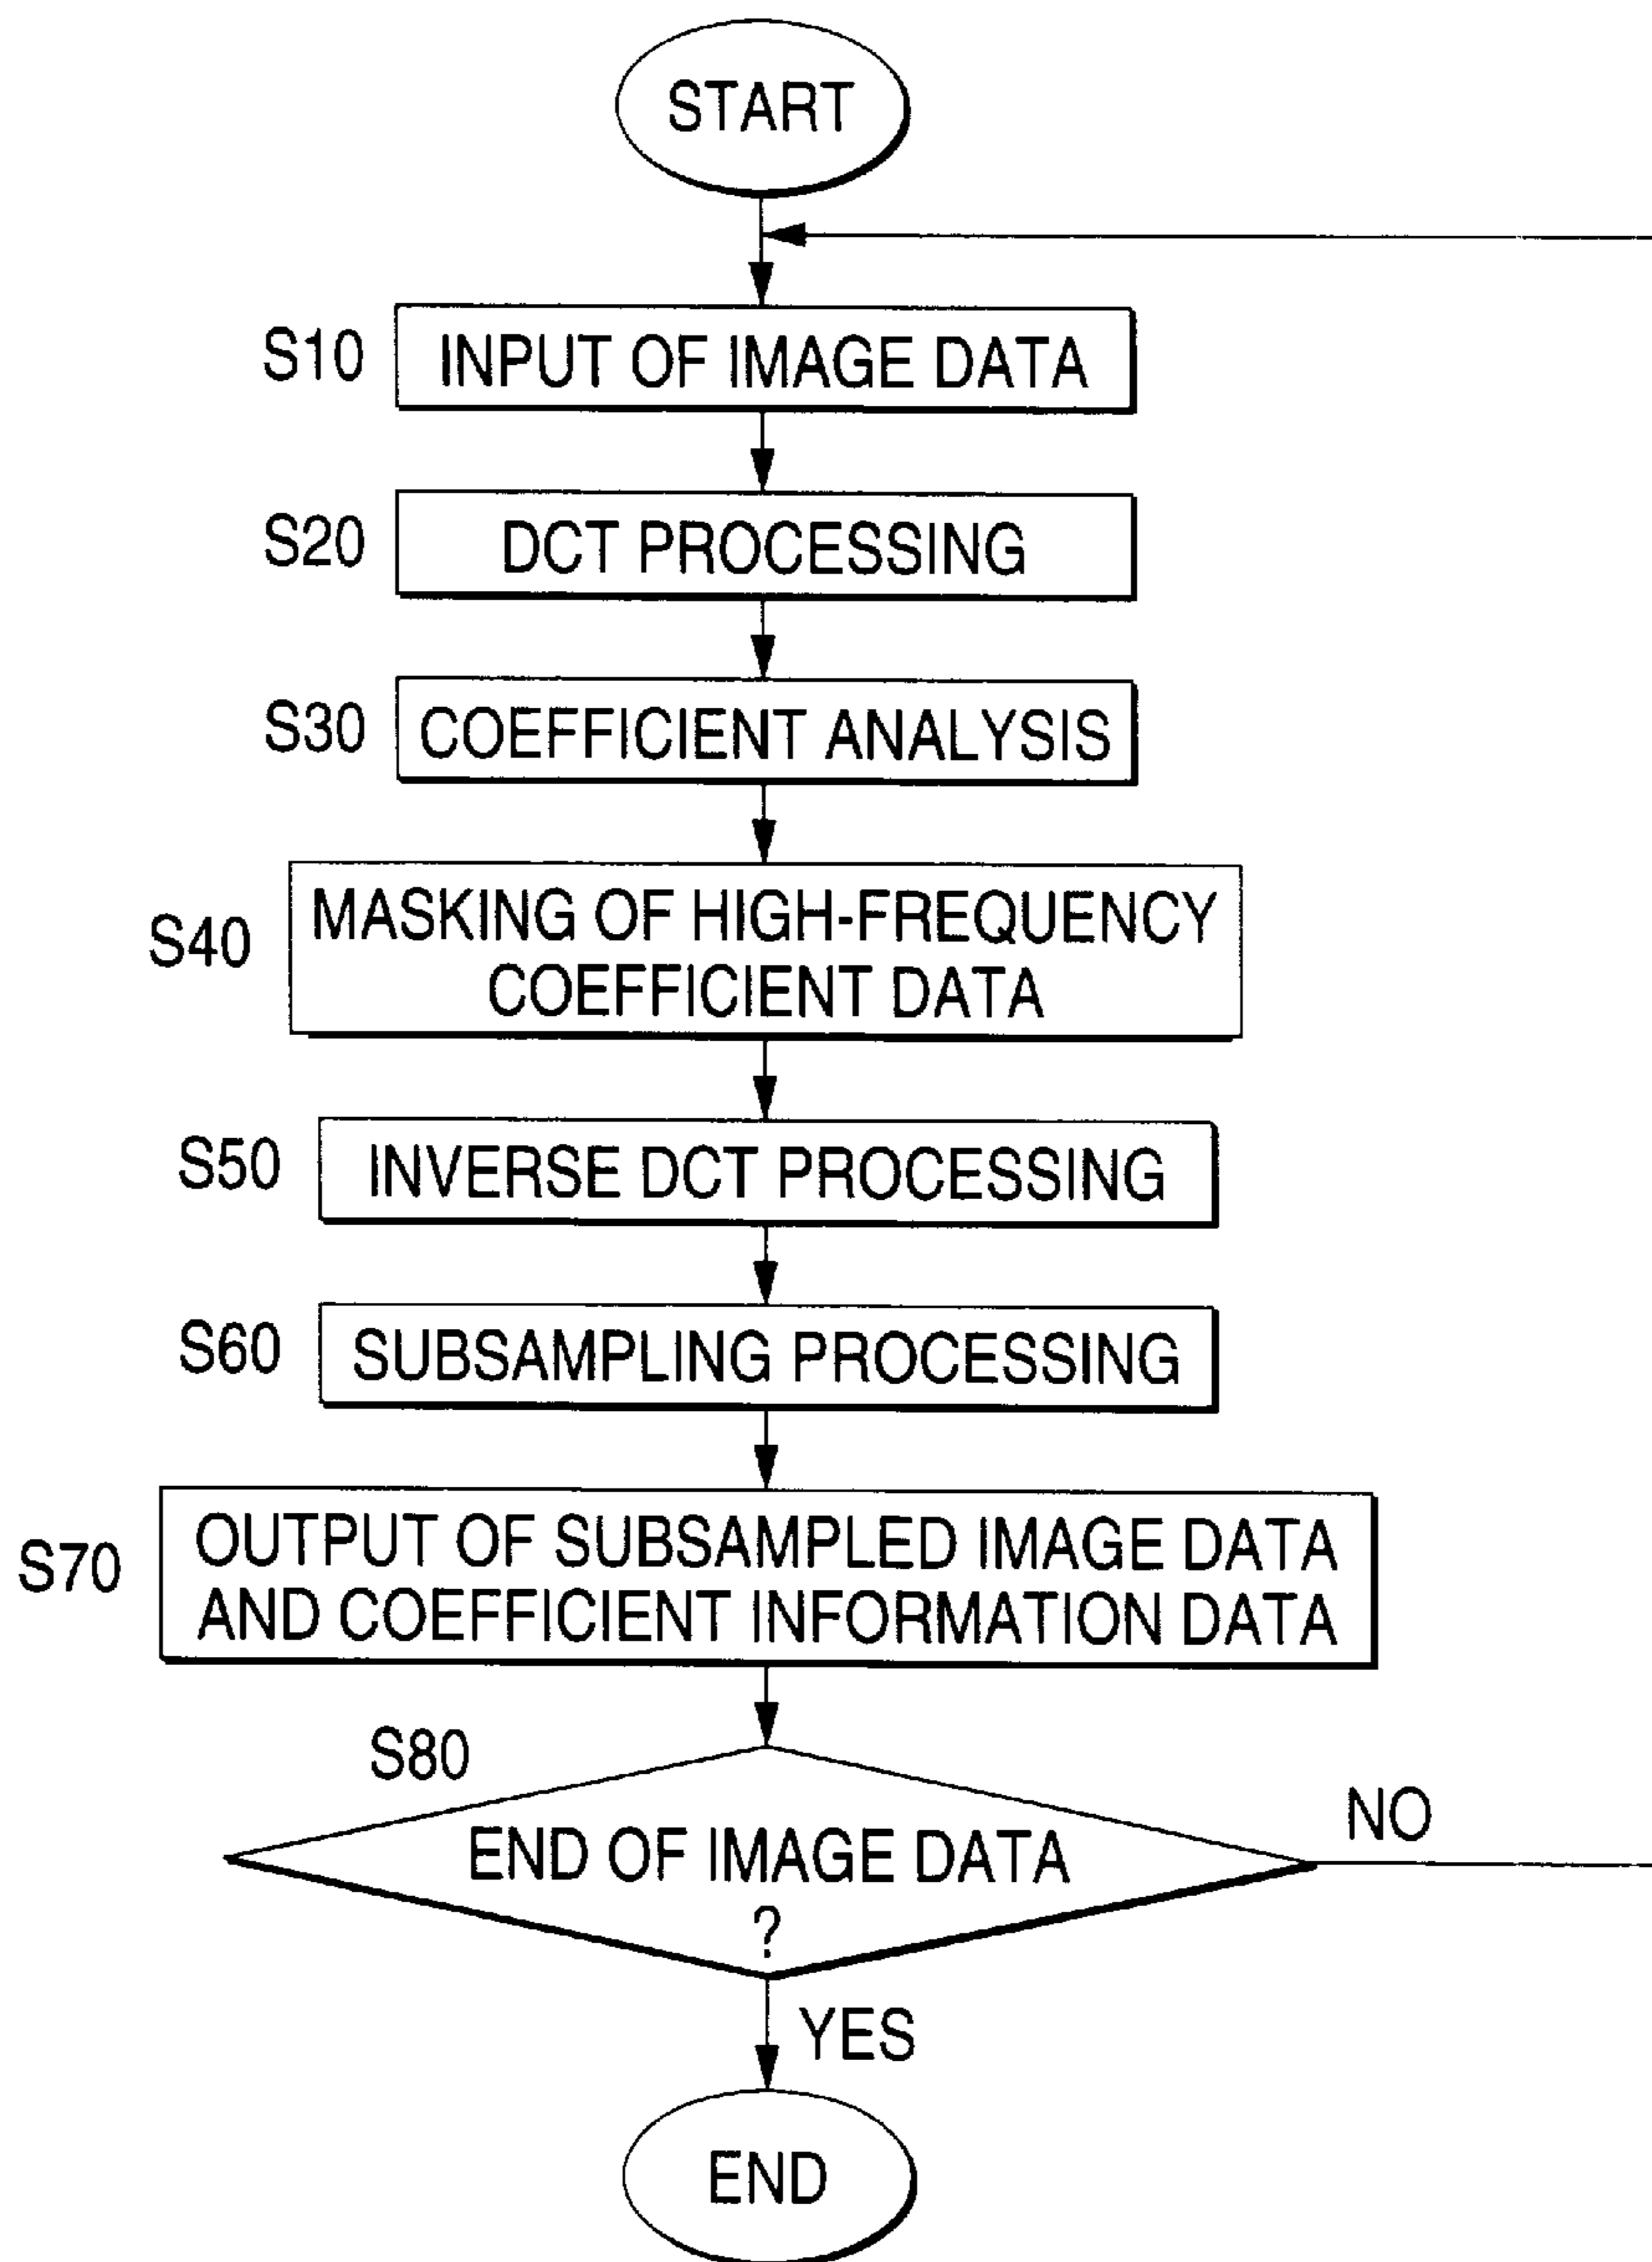 START
S10
INPUT OF IMAGE DATA
S20
DCT PROCESSING
S30
COEFFICIENT ANALYSIS
S40
MASKING OF HIGH-FREQUENCY
COEFFICIENT DATA
S50
INVERSE DCT PROCESSING
S60
SUBSAMPLING PROCESSING
S70
OUTPUT OF SUBSAMPLED IMAGE DATA
AND COEFFICIENT INFORMATION DATA
S80
END OF IMAGE DATA
?
NO
YES
END